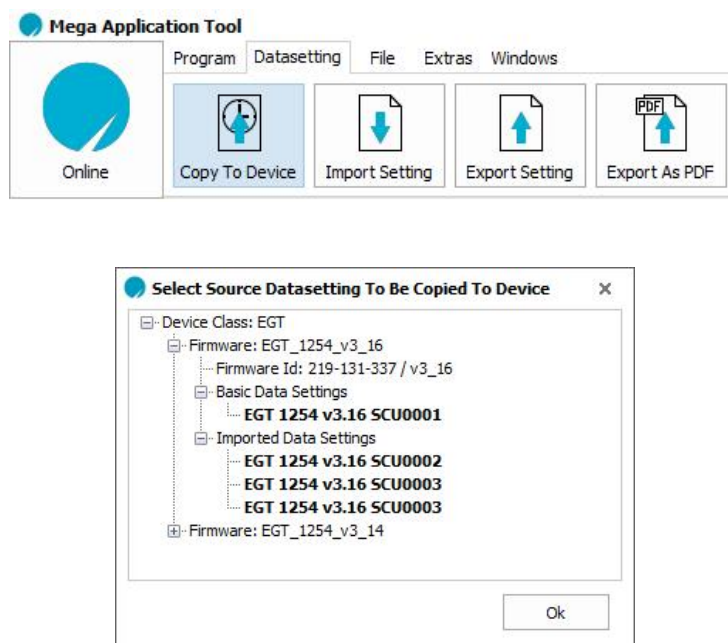 Mega Application Tool
Program Datasetting File Extras Windows
Online
Copy To Device Import Setting Export Setting Export As PDF
PDF
Select Source Datasetting To Be Copied To Device
Device Class: EGT
Firmware: EGT_1254_v3_16
Firmware Id: 219-131-337 / v3_16
Basic Data Settings
EGT 1254 v3.16 SCU0001
Imported Data Settings
EGT 1254 v3.16 SCU0002
EGT 1254 v3.16 SCU0003
EGT 1254 v3.16 SCU0003
Firmware: EGT_1254_v3_14
Ok